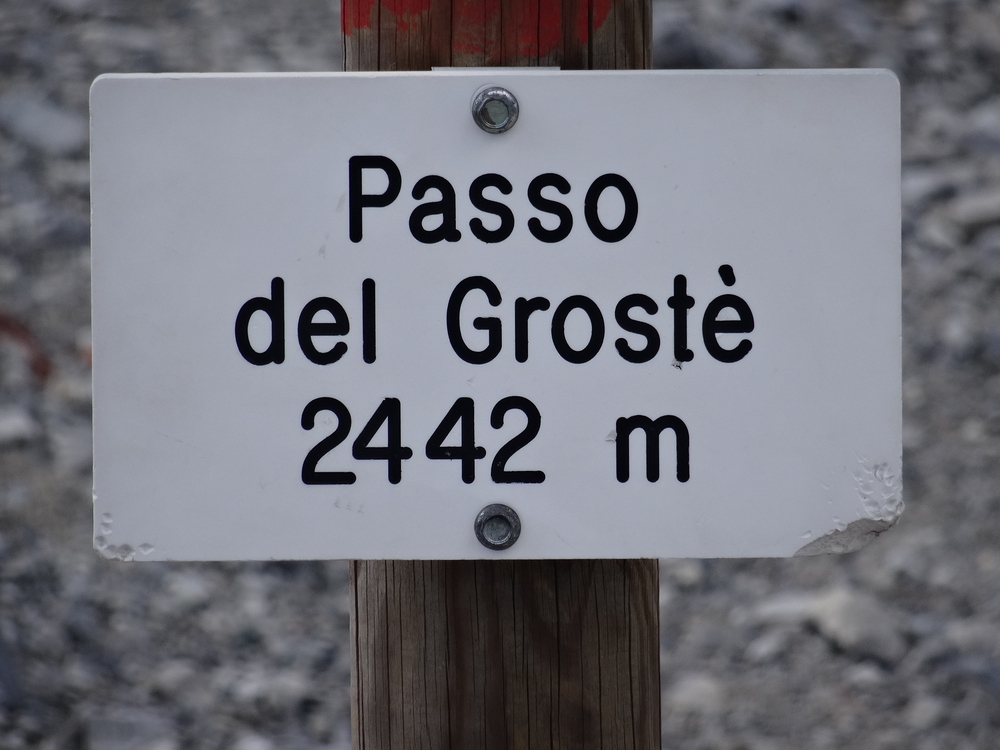 Passo
del Grostè
2442 m